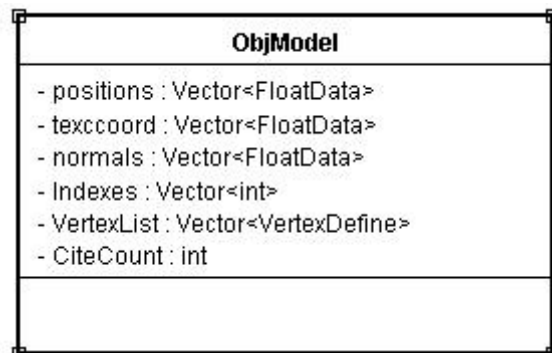 ObjModel
- positions : Vector<FloatData>
- texccoord : Vector<FloatData>
- normals : Vector<FloatData>
- Indexes : Vector<int>
- VertexList : Vector<VertexDefine>
- CiteCount : int